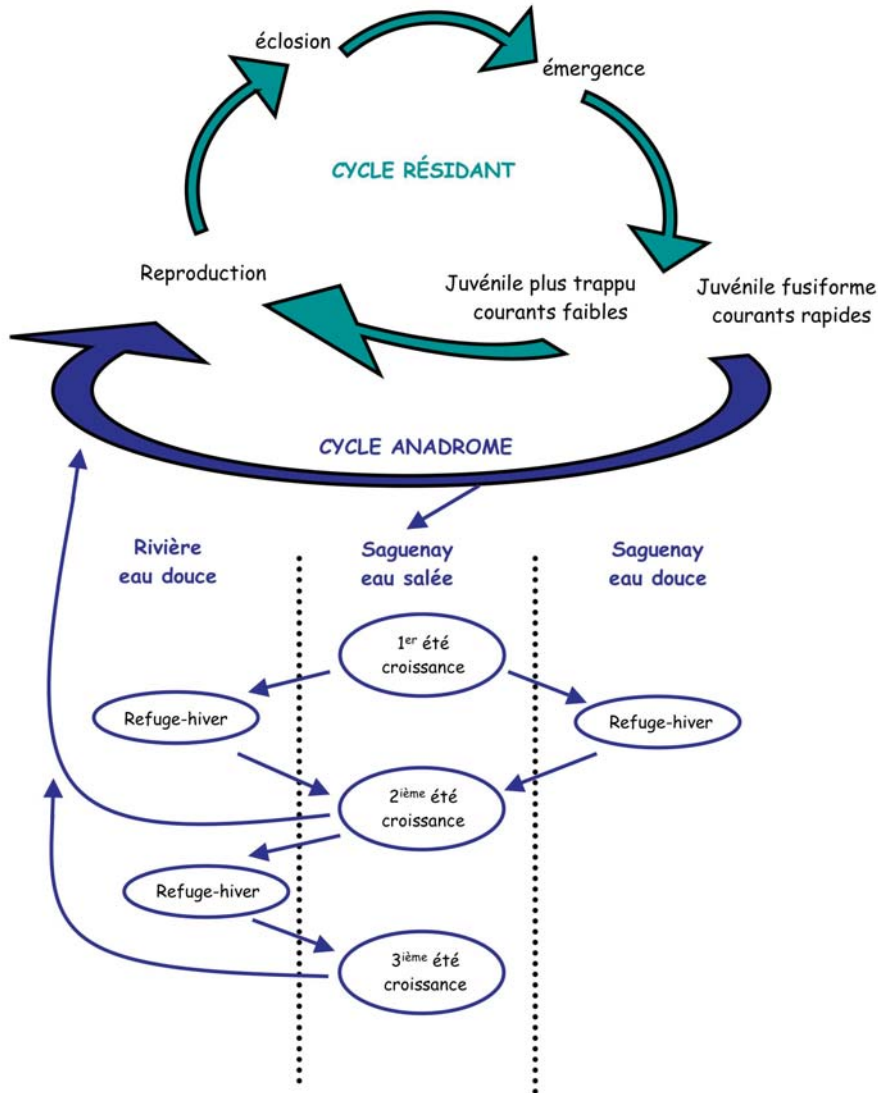 éclosion
émergence
CYCLE RÉSIDANT
Reproduction
Juvénile plus trappu
courants faibles
Juvénile fusiforme
courants rapides
CYCLE ANADROME
Rivière
eau douce
Saguenay
eau salée
Saguenay
eau douce
1er été
croissance
Refuge-hiver
Refuge-hiver
2ième été
croissance
Refuge-hiver
3ième été
croissance